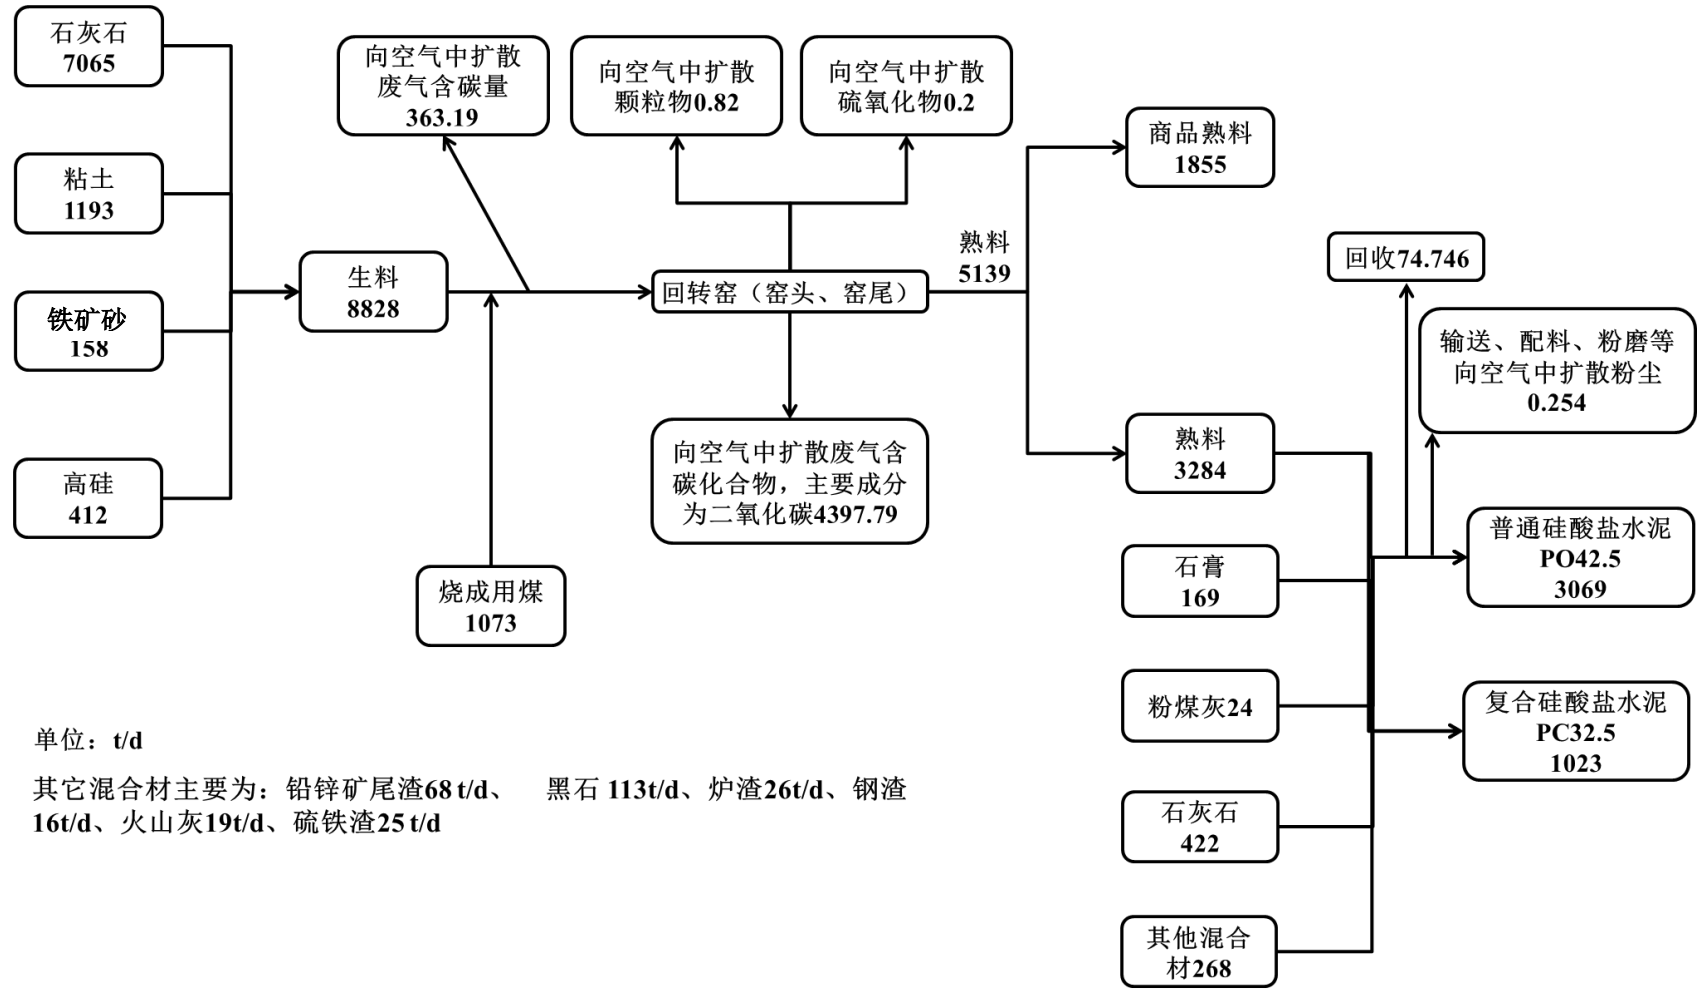 石灰石
7065
粘土
1193
铁矿砂
158
高硅
412
生料
8828
向空气中扩散
废气含碳量
363.19
烧成用煤
1073
向空气中扩散
颗粒物0.82
向空气中扩散
硫氧化物0.2
回转窑（窑头、窑尾）
向空气中扩散废气含
碳化合物，主要成分
为二氧化碳4397.79
熟料
5139
商品熟料
1855
熟料
3284
石膏
169
粉煤灰24
石灰石
422
其他混合
材268
回收74.746
输送、配料、粉磨等
向空气中扩散粉尘
0.254
普通硅酸盐水泥
PO42.5
3069
复合硅酸盐水泥
PC32.5
1023
单位：t/d
其它混合材主要为：铅锌矿尾渣68 t/d、 黑石 113t/d、炉渣26t/d、钢渣
16t/d、火山灰19t/d、硫铁渣25 t/d